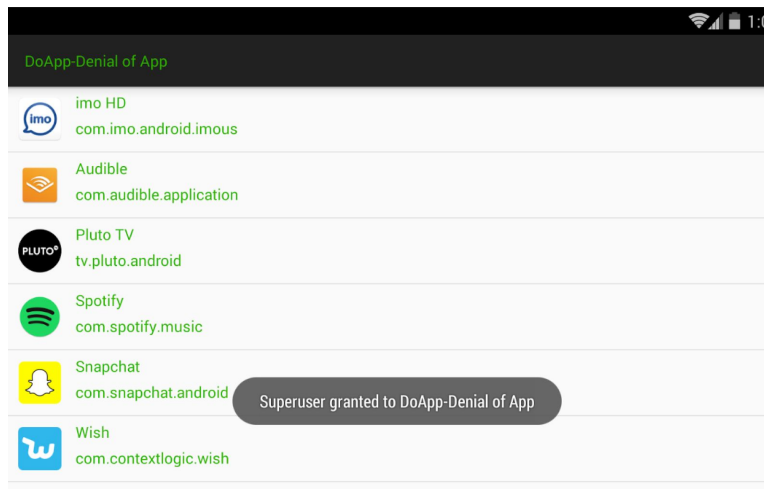 1:0
DoApp-Denial of App
imo HD
imo
com.imo.android.imous
Audible
com.audible.application
Pluto TV
PLUTO
tv.pluto.android
Spotify
com.spotify.music
Snapchat
com.snapchat.android
Superuser granted to DoApp-Denial of App
Wish
com.contextlogic.wish